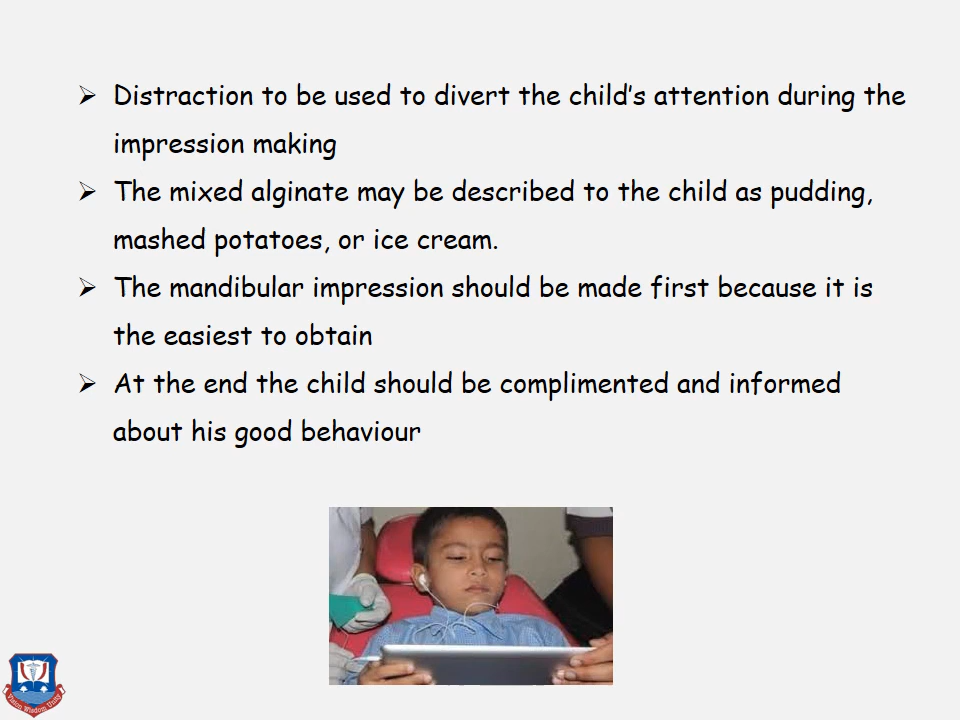 ➢ Distraction to be used to divert the child's attention during the
impression making
➢ The mixed alginate may be described to the child as pudding,
mashed potatoes, or ice cream.
➢ The mandibular impression should be made first because it is
the easiest to obtain
➢ At the end the child should be complimented and informed
about his good behaviour
Vision Wisdom Unity